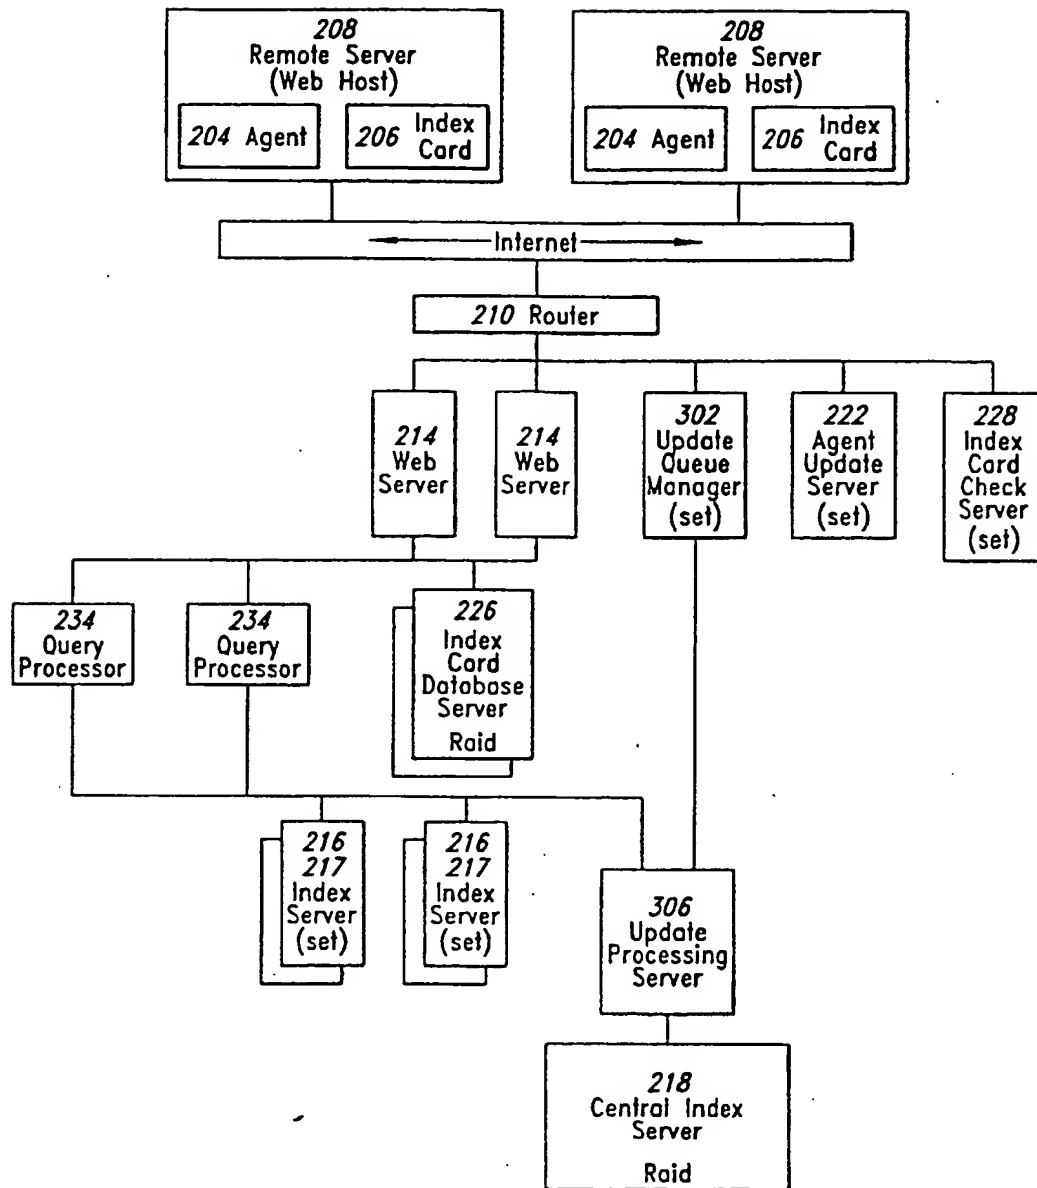 208
Remote Server
(Web Host)
204 Agent
206 Index
Card
208
Remote Server
(Web Host)
204 Agent
206 Index
Card
Internet
210 Router
214
Web
Server
214
Web
Server
302
Update
Queue
Manager
(set)
222
Agent
Update
Server
(set)
228
Index
Card
Check
Server
(set)
234
Query
Processor
234
Query
Processor
226
Index
Card
Database
Server
Raid
216
217
Index
Server
(set)
216
217
Index
Server
(set)
306
Update
Processing
Server
218
Central Index
Server
Raid